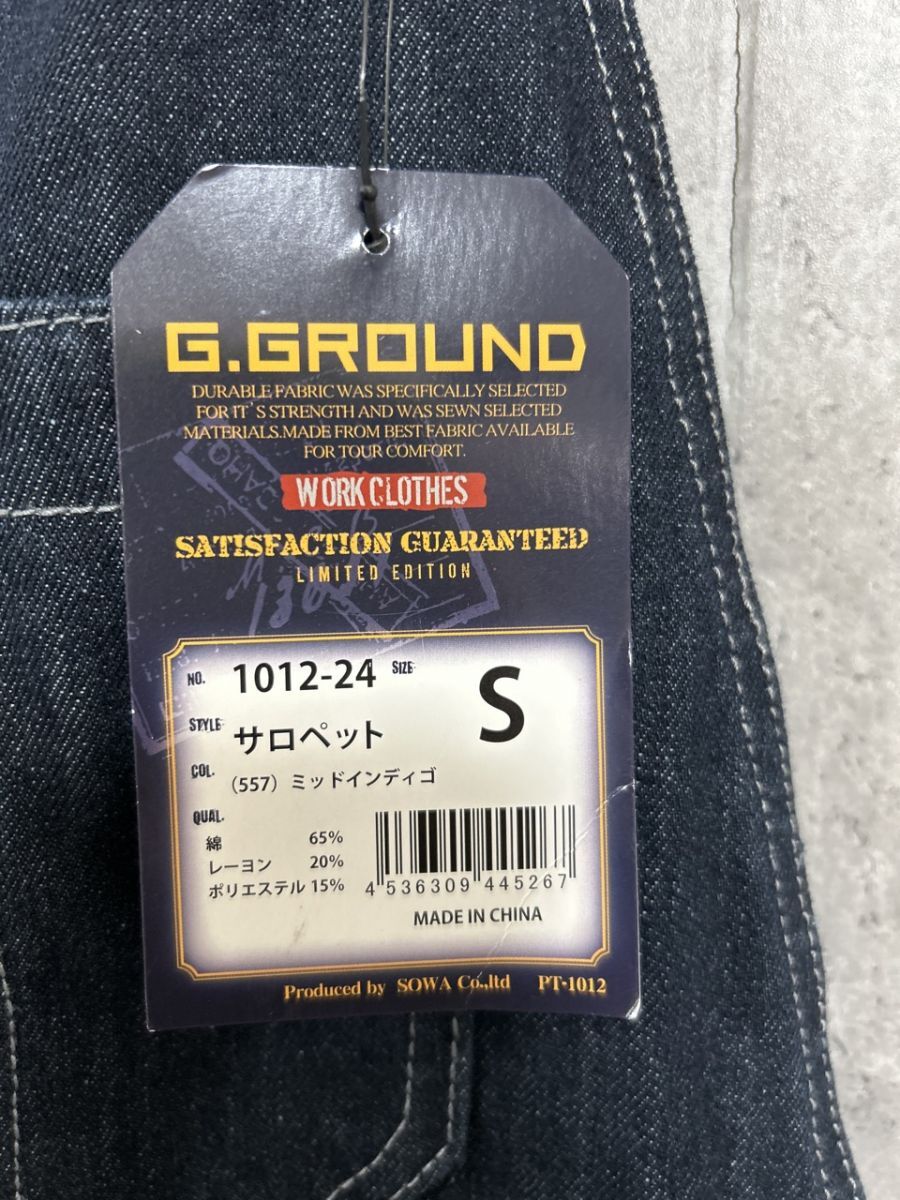 G.GROUND
DURABLE FABRIC WAS SPECIFICALLY SELECTED
FOR IT'S STRENGTH AND WAS SEWN SELECTED
MATERIALS.MADE FROM BEST FABRIC AVAILABLE
FOR TOUR COMFORT.
WORK CLOTHES
SATISFACTION GUARANTEED
LIMITED EDITION
NO. 1012-24 SIZE S
STYLE サロペット
COL. (557) ミッドインディゴ
QUAL.
綿 65%
レーヨン 20%
ポリエステル 15%
4 536309 445267
MADE IN CHINA
Produced by SOWA Co.,ltd PT-1012